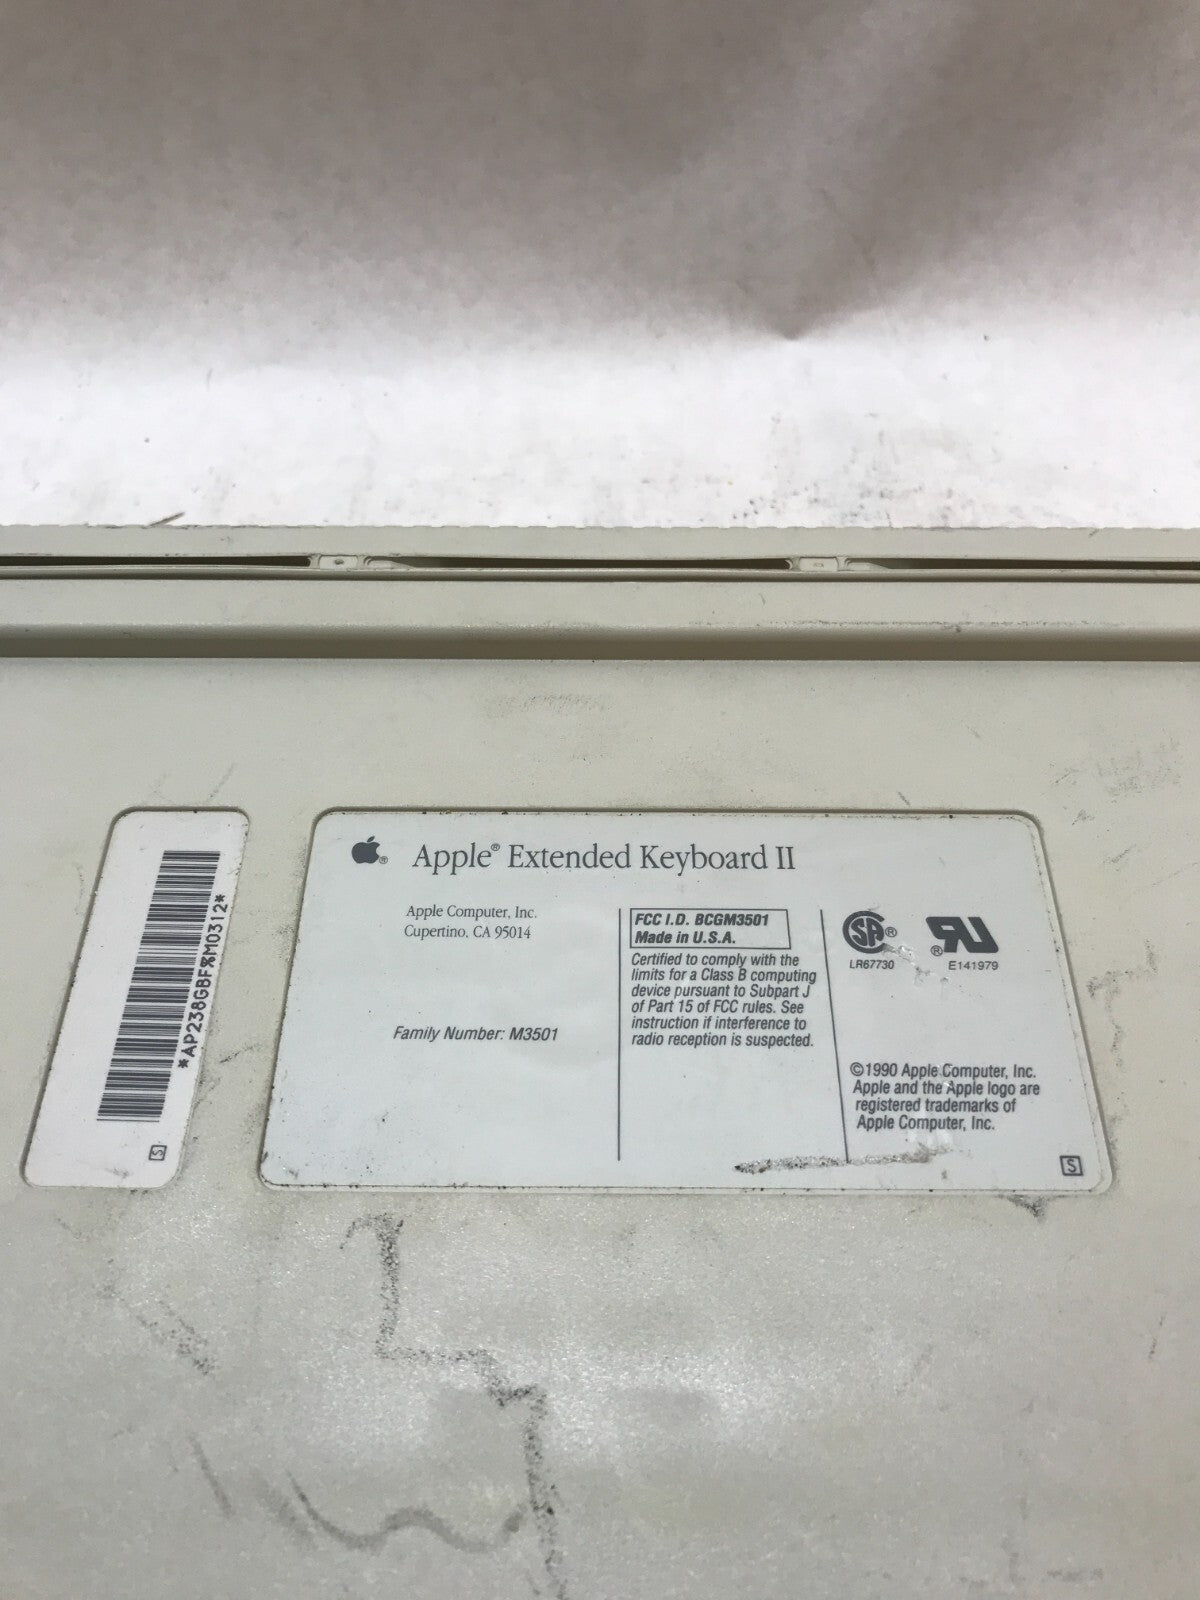 *AP238GBF%M0312*
S
® Apple® Extended Keyboard II
Apple Computer, Inc.
Cupertino, CA 95014
Family Number: M3501
FCC I.D. BCGM3501
Made in U.S.A.
Certified to comply with the
limits for a Class B computing
device pursuant to Subpart J
of Part 15 of FCC rules. See
instruction if interference to
radio reception is suspected.
SA® ®UR
LR67730 E141979
©1990 Apple Computer, Inc.
Apple and the Apple logo are
registered trademarks of
Apple Computer, Inc.
S